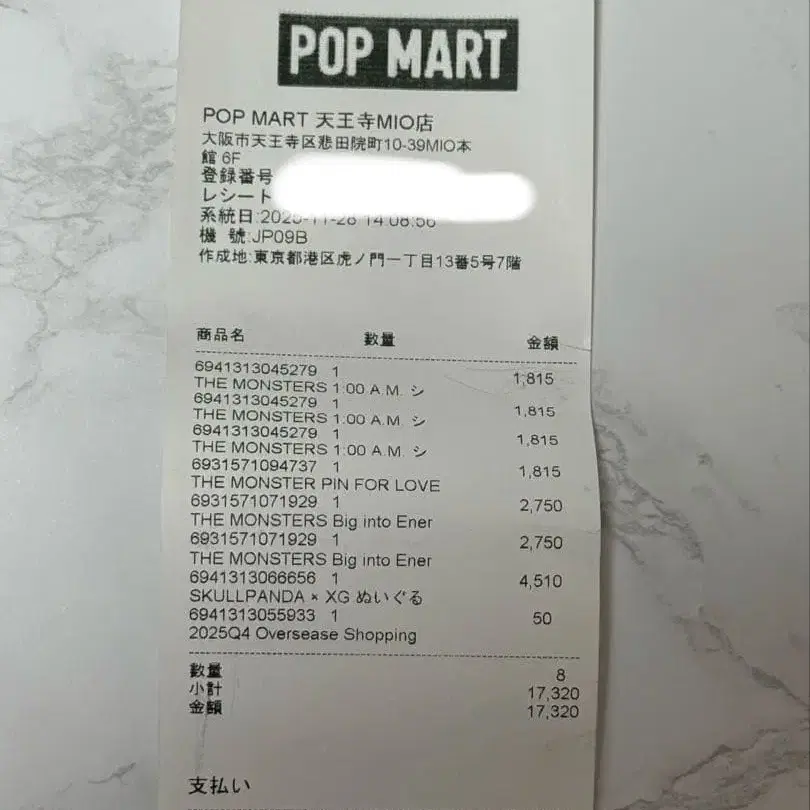 POP MART
POP MART 天王寺MIO店
大阪市天王寺区悲田院町10-39MIO本
館 6F
登録番号
レシート
系統日:2025-11-28 14:08:56
機 號:JP09B
作成地:東京都港区虎ノ門一丁目13番5号7階
商品名 數量 金額
6941313045279 1 1,815
THE MONSTERS 1:00 A.M. シ
6941313045279 1 1,815
THE MONSTERS 1:00 A.M. シ
6941313045279 1 1,815
THE MONSTERS 1:00 A.M. シ
6931571094737 1 1,815
THE MONSTER PIN FOR LOVE
6931571071929 1 2,750
THE MONSTERS Big into Ener
6931571071929 1 2,750
THE MONSTERS Big into Ener
6941313066656 1 4,510
SKULLPANDA × XG ぬいぐる
6941313055933 1 50
2025Q4 Oversease Shopping
数量 8
小計 17,320
金額 17,320
支払い